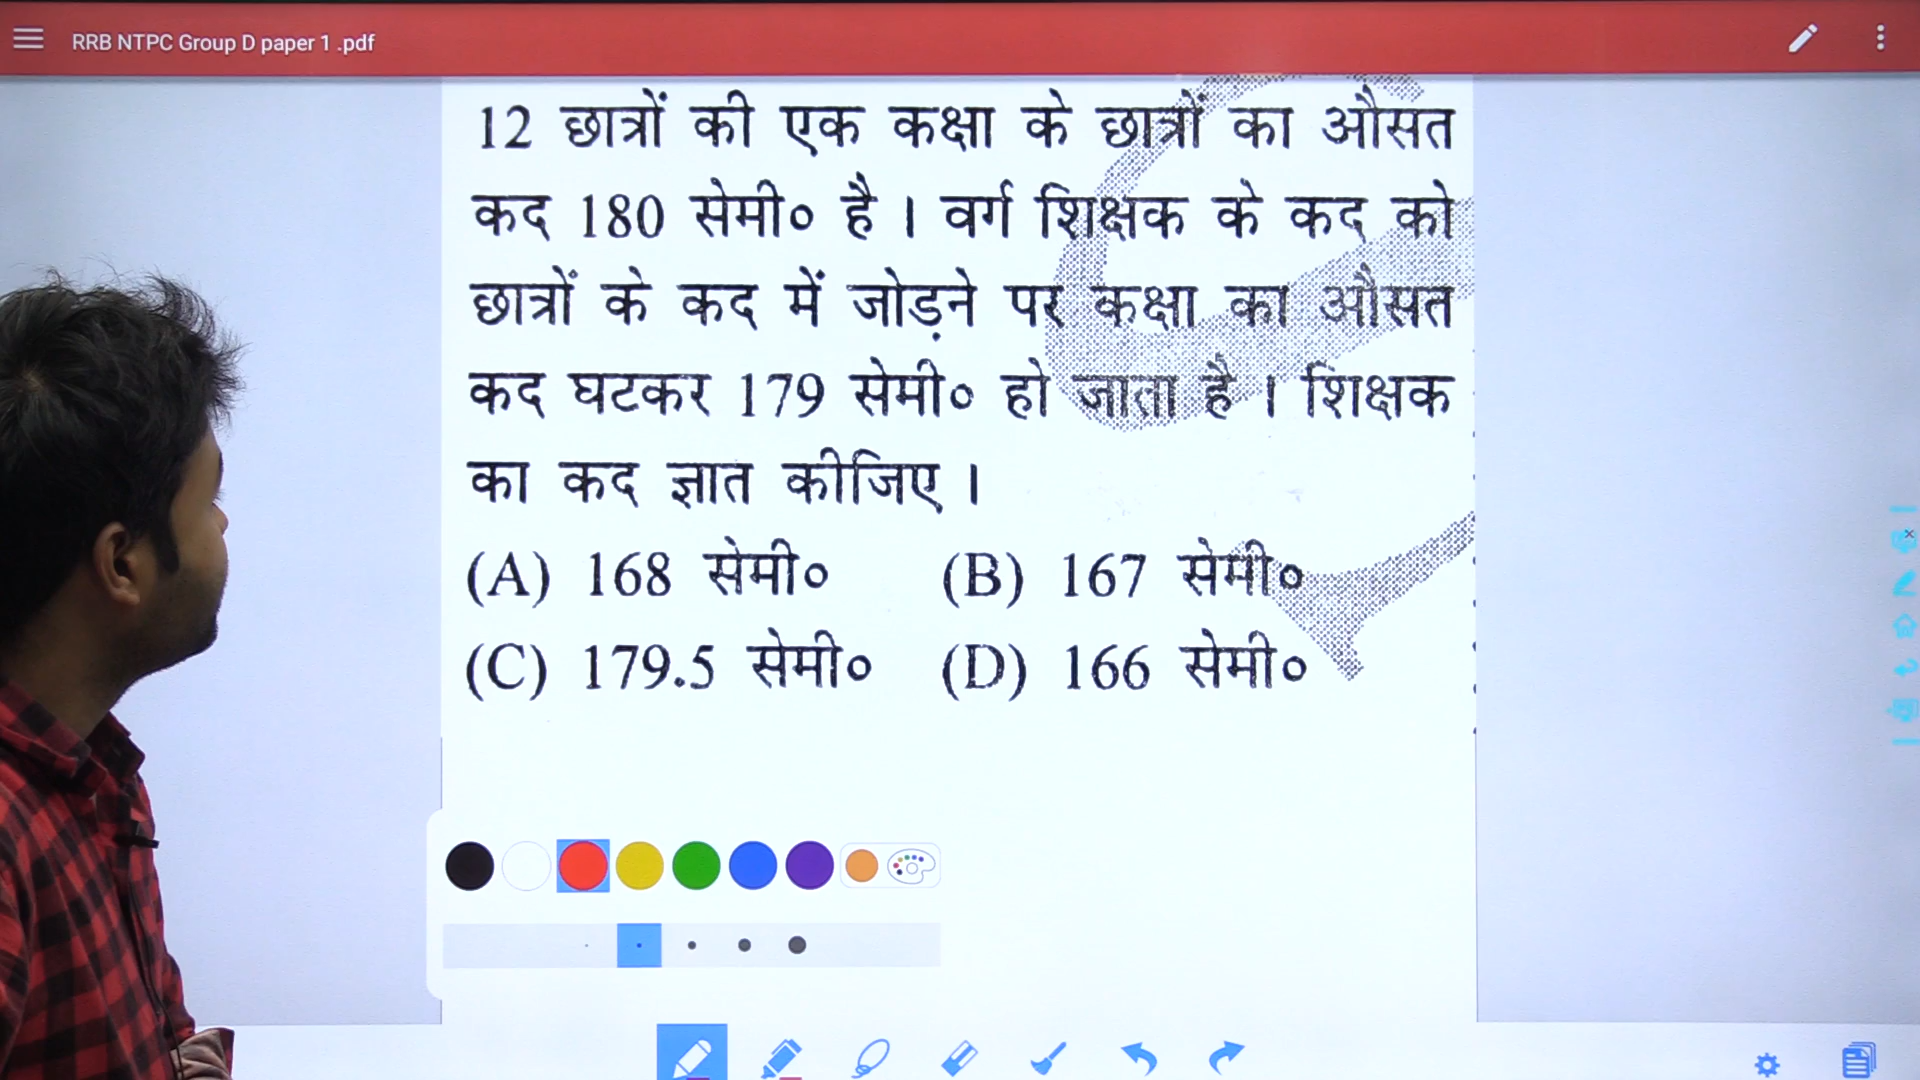 RRB NTPC Group D paper 1 .pdf
12 छात्रों की एक कक्षा के छात्रों का औसत
कद 180 सेमी० है । वर्ग शिक्षक के कद को
छात्रों के कद में जोड़ने पर कक्षा का औसत
कद घटकर 179 सेमी० हो जाता है । शिक्षक
का कद ज्ञात कीजिए ।
(A) 168 सेमी० (B) 167 सेमी०
(C) 179.5 सेमी० (D) 166 सेमी०